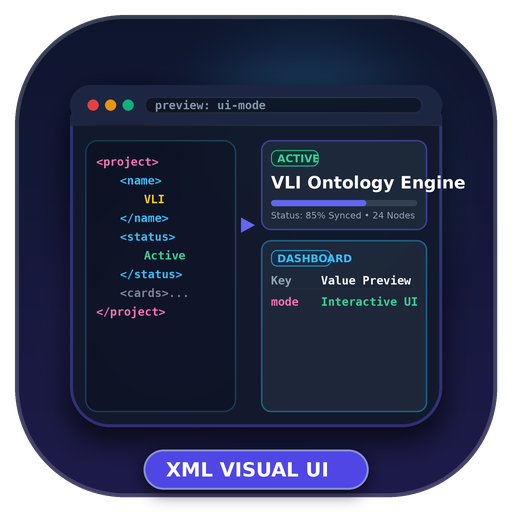 preview: ui-mode
<project>
<name>
VLI
</name>
<status>
Active
</status>
<cards>...
</project>
ACTIVE
VLI Ontology Engine
Status: 85% Synced • 24 Nodes
DASHBOARD
Key Value Preview
mode Interactive UI
XML VISUAL UI